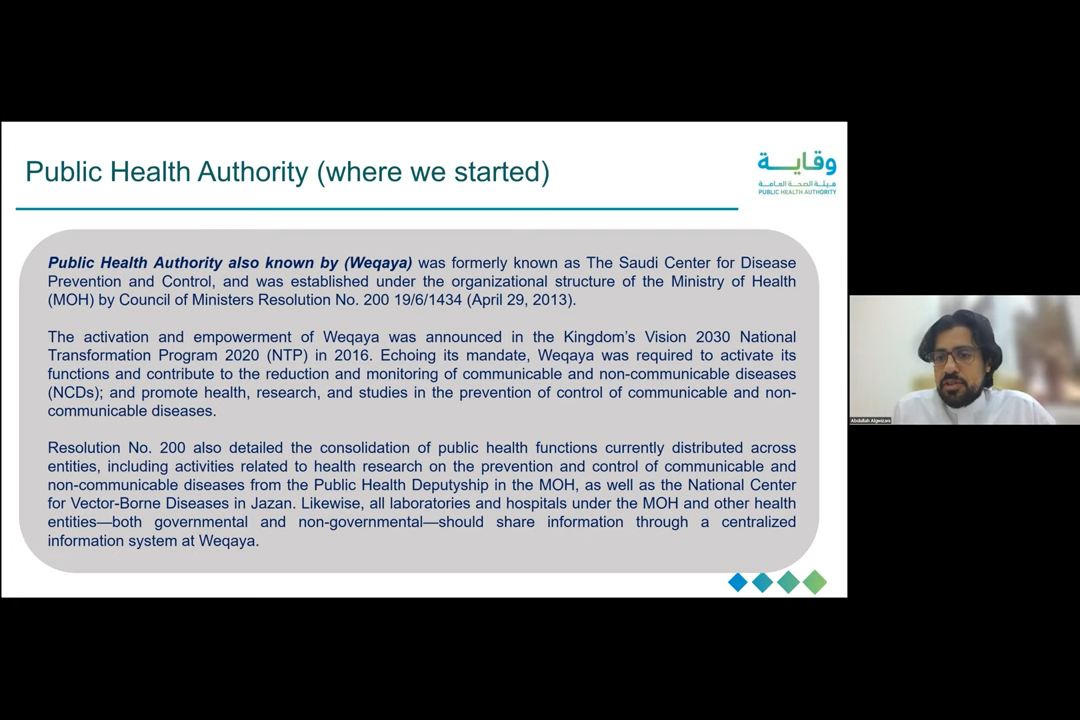 Public Health Authority (where we started)
وقاية
هيئة الصحة العامة
PUBLIC HEALTH AUTHORITY
Public Health Authority also known by (Weqaya) was formerly known as The Saudi Center for Disease
Prevention and Control, and was established under the organizational structure of the Ministry of Health
(MOH) by Council of Ministers Resolution No. 200 19/6/1434 (April 29, 2013).
The activation and empowerment of Weqaya was announced in the Kingdom's Vision 2030 National
Transformation Program 2020 (NTP) in 2016. Echoing its mandate, Weqaya was required to activate its
functions and contribute to the reduction and monitoring of communicable and non-communicable diseases
(NCDs); and promote health, research, and studies in the prevention of control of communicable and non-
communicable diseases.
Resolution No. 200 also detailed the consolidation of public health functions currently distributed across
entities, including activities related to health research on the prevention and control of communicable and
non-communicable diseases from the Public Health Deputyship in the MOH, as well as the National Center
for Vector-Borne Diseases in Jazan. Likewise, all laboratories and hospitals under the MOH and other health
entities—both governmental and non-governmental—should share information through a centralized
information system at Weqaya.
Abdullah Algwizani